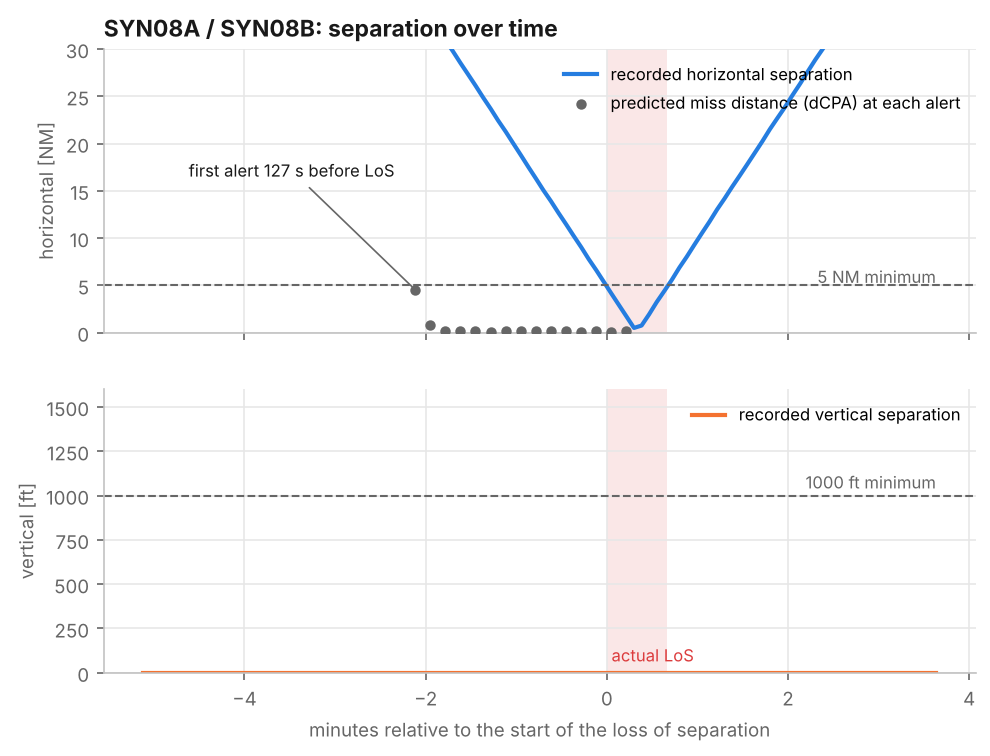 SYN08A / SYN08B: separation over time
30
25
20
15
10
5
0
horizontal [NM]
recorded horizontal separation
predicted miss distance (dCPA) at each alert
first alert 127 s before LoS
5 NM minimum
1500
1250
1000
750
500
250
0
vertical [ft]
recorded vertical separation
1000 ft minimum
actual LoS
−4
−2
0
2
4
minutes relative to the start of the loss of separation